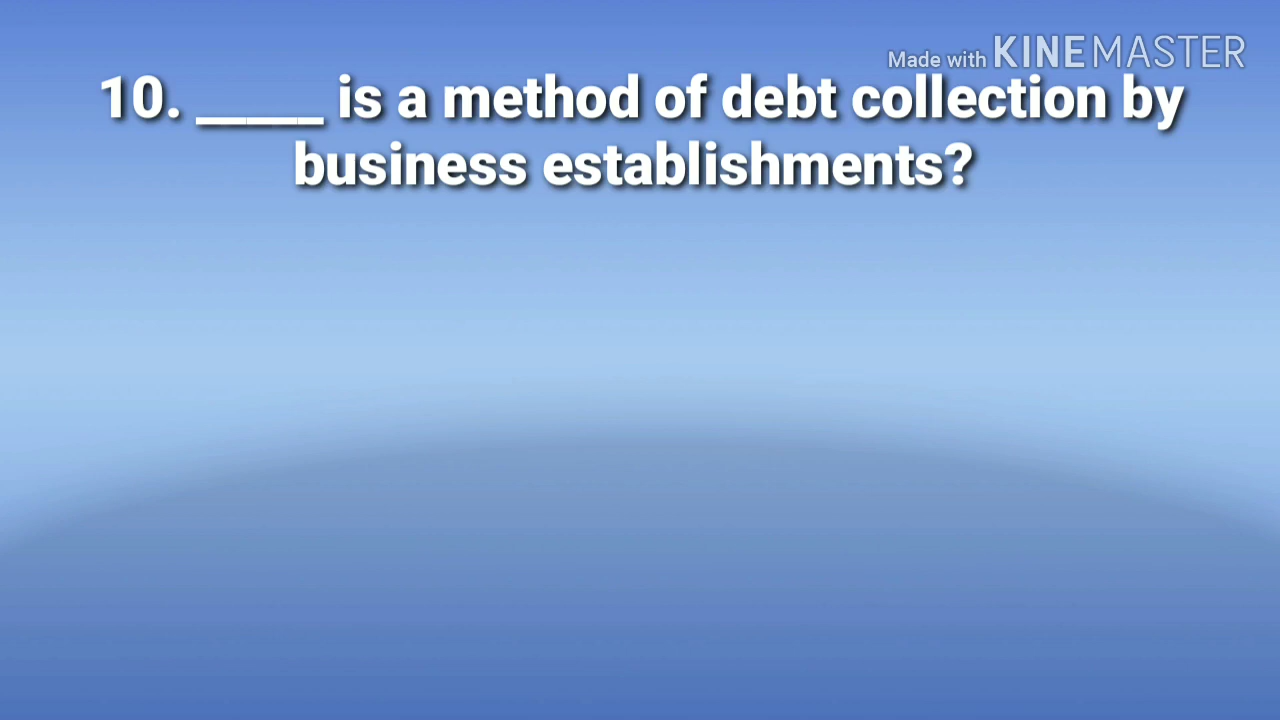 Made with KINEMASTER
10. _____ is a method of debt collection by
business establishments?